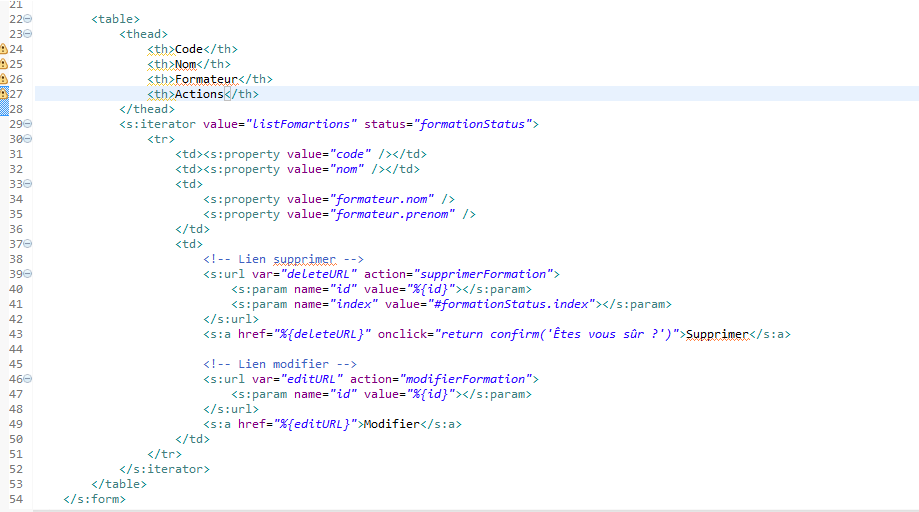 21
22 <table>
23 <thead>
24 <th>Code</th>
25 <th>Nom</th>
26 <th>Formateur</th>
27 <th>Actions</th>
28 </thead>
29 <s:iterator value="listFomartions" status="formationStatus">
30 <tr>
31 <td><s:property value="code" /></td>
32 <td><s:property value="nom" /></td>
33 <td>
34 <s:property value="formateur.nom" />
35 <s:property value="formateur.prenom" />
36 </td>
37 <td>
38 <!-- Lien supprimer -->
39 <s:url var="deleteURL" action="supprimerFormation">
40 <s:param name="id" value="%{id}"></s:param>
41 <s:param name="index" value="#formationStatus.index"></s:param>
42 </s:url>
43 <s:a href="%{deleteURL}" onclick="return confirm('Êtes vous sûr ?')">Supprimer</s:a>
44
45 <!-- Lien modifier -->
46 <s:url var="editURL" action="modifierFormation">
47 <s:param name="id" value="%{id}"></s:param>
48 </s:url>
49 <s:a href="%{editURL}">Modifier</s:a>
50 </td>
51 </tr>
52 </s:iterator>
53 </table>
54 </s:form>